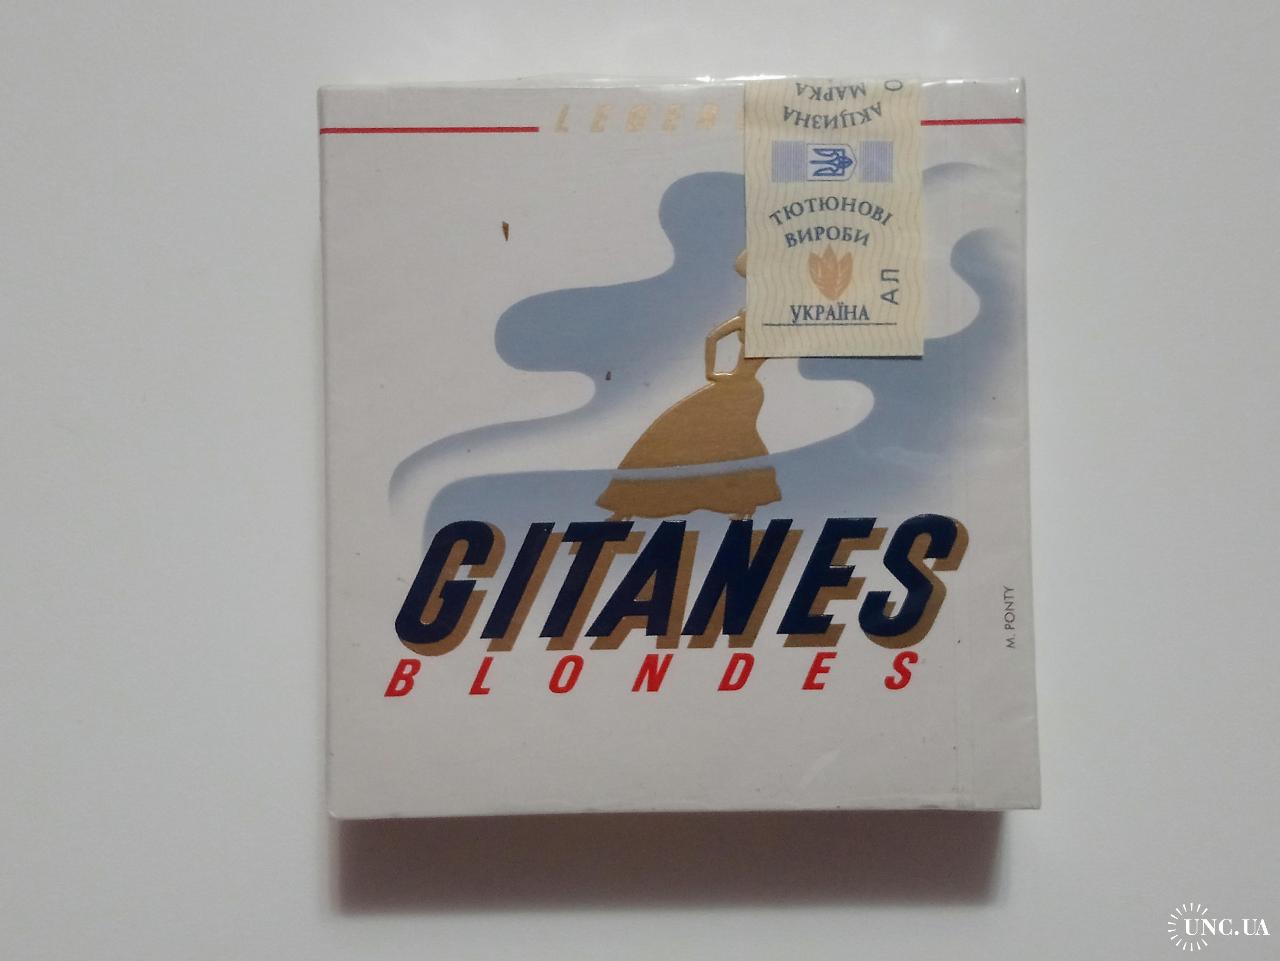 АКЦИЗНА
МАРКА
ТЮТЮНОВІ
ВИРОБИ
АЛ
УКРАЇНА
GITANES
BLONDES
M. PONTY
UNC.UA